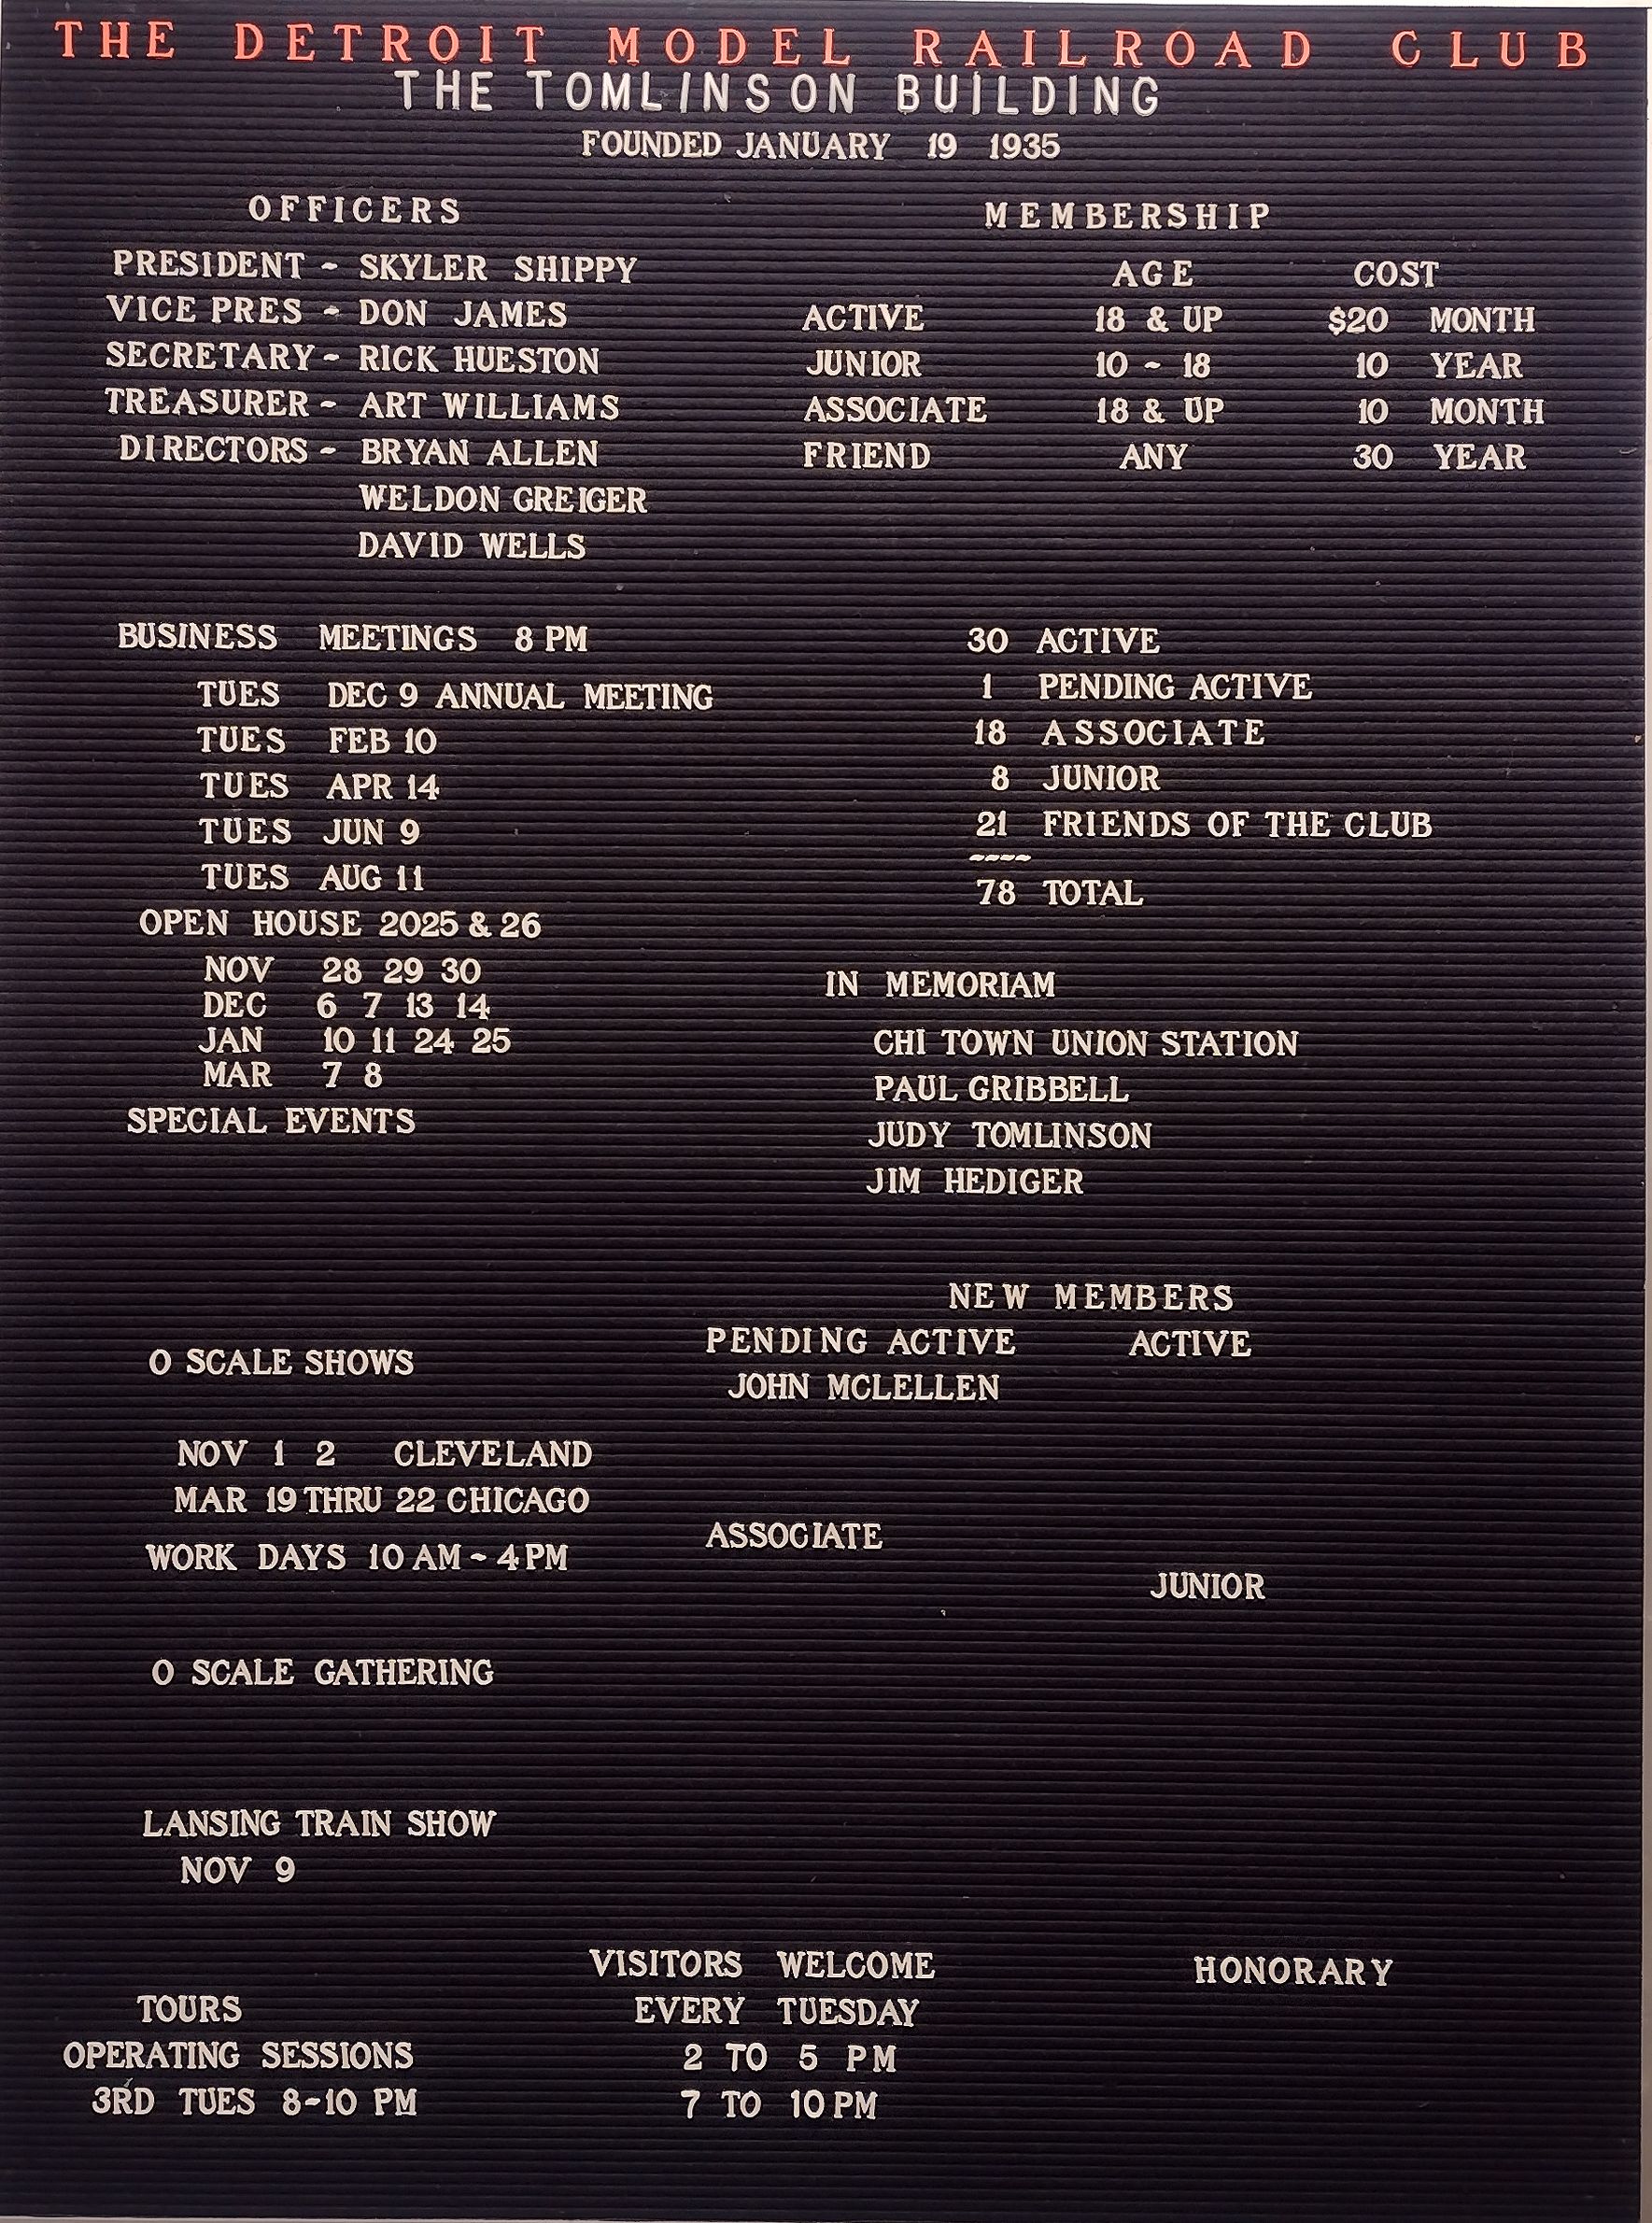 THE DETROIT MODEL RAILROAD CLUB
THE TOMLINSON BUILDING
FOUNDED JANUARY 19 1935
OFFICERS
PRESIDENT - SKYLER SHIPPY
VICE PRES - DON JAMES
SECRETARY - RICK HUESTON
TREASURER - ART WILLIAMS
DIRECTORS - BRYAN ALLEN
WELDON GREIGER
DAVID WELLS
MEMBERSHIP
AGE COST
ACTIVE 18 & UP $20 MONTH
JUNIOR 10 - 18 10 YEAR
ASSOCIATE 18 & UP 10 MONTH
FRIEND ANY 30 YEAR
BUSINESS MEETINGS 8 PM
TUES DEC 9 ANNUAL MEETING
TUES FEB 10
TUES APR 14
TUES JUN 9
TUES AUG 11
OPEN HOUSE 2025 & 26
NOV 28 29 30
DEC 6 7 13 14
JAN 10 11 24 25
MAR 7 8
SPECIAL EVENTS
30 ACTIVE
1 PENDING ACTIVE
18 ASSOCIATE
8 JUNIOR
21 FRIENDS OF THE CLUB
----
78 TOTAL
IN MEMORIAM
CHI TOWN UNION STATION
PAUL GRIBBELL
JUDY TOMLINSON
JIM HEDIGER
NEW MEMBERS
PENDING ACTIVE ACTIVE
JOHN MCLELLEN
ASSOCIATE
JUNIOR
O SCALE SHOWS
NOV 1 2 CLEVELAND
MAR 19 THRU 22 CHICAGO
WORK DAYS 10 AM - 4 PM
O SCALE GATHERING
LANSING TRAIN SHOW
NOV 9
TOURS
OPERATING SESSIONS
3RD TUES 8-10 PM
VISITORS WELCOME
EVERY TUESDAY
2 TO 5 PM
7 TO 10 PM
HONORARY